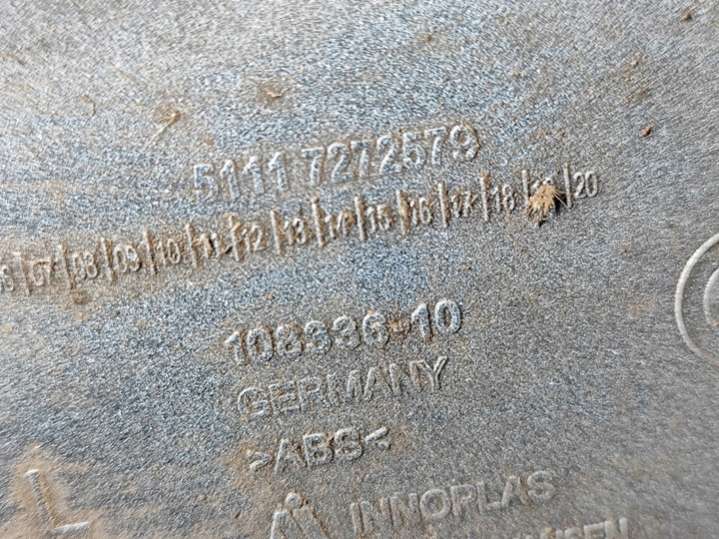 5111 7272579
07 08 09 10 11 12 13 14 15 16 17 18 20
108336-10
GERMANY
>ABS<
INNOPLAS
L